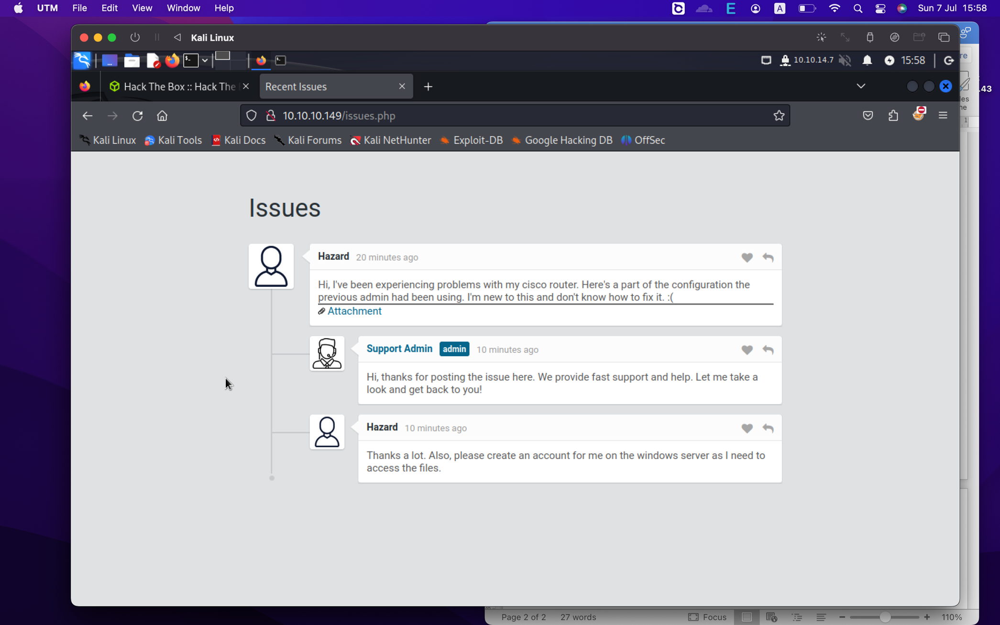 UTM File Edit View Window Help
A
Sun 7 Jul 15:58
Kali Linux
10.10.14.7
15:58
Hack The Box :: Hack The
Recent Issues
.43
10.10.10.149/issues.php
Kali Linux Kali Tools Kali Docs Kali Forums Kali NetHunter Exploit-DB Google Hacking DB OffSec
Issues
Hazard 20 minutes ago
Hi, I've been experiencing problems with my cisco router. Here's a part of the configuration the
previous admin had been using. I'm new to this and don't know how to fix it. :(
Attachment
Support Admin admin 10 minutes ago
Hi, thanks for posting the issue here. We provide fast support and help. Let me take a
look and get back to you!
Hazard 10 minutes ago
Thanks a lot. Also, please create an account for me on the windows server as I need to
access the files.
Page 2 of 2 27 words Focus 110%